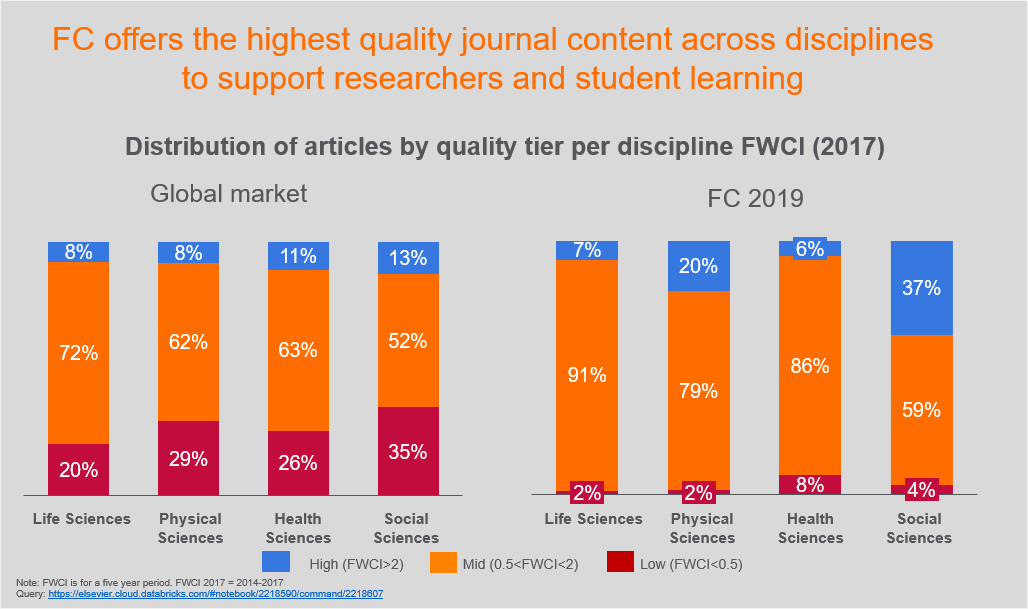 FC offers the highest quality journal content across disciplines
to support researchers and student learning
Distribution of articles by quality tier per discipline FWCI (2017)
Global market
8%
8%
11%
13%
72%
62%
63%
52%
20%
29%
26%
35%
Life Sciences
Physical
Sciences
Health
Sciences
Social
Sciences
FC 2019
7%
20%
6%
37%
91%
79%
86%
59%
2%
2%
8%
4%
Life Sciences
Physical
Sciences
Health
Sciences
Social
Sciences
High (FWCI>2)
Mid (0.5<FWCI<2)
Low (FWCI<0.5)
Note: FWCI is for a five year period. FWCI 2017 = 2014-2017
Query: https://elsevier.cloud.databricks.com/#notebook/2218590/command/2218607